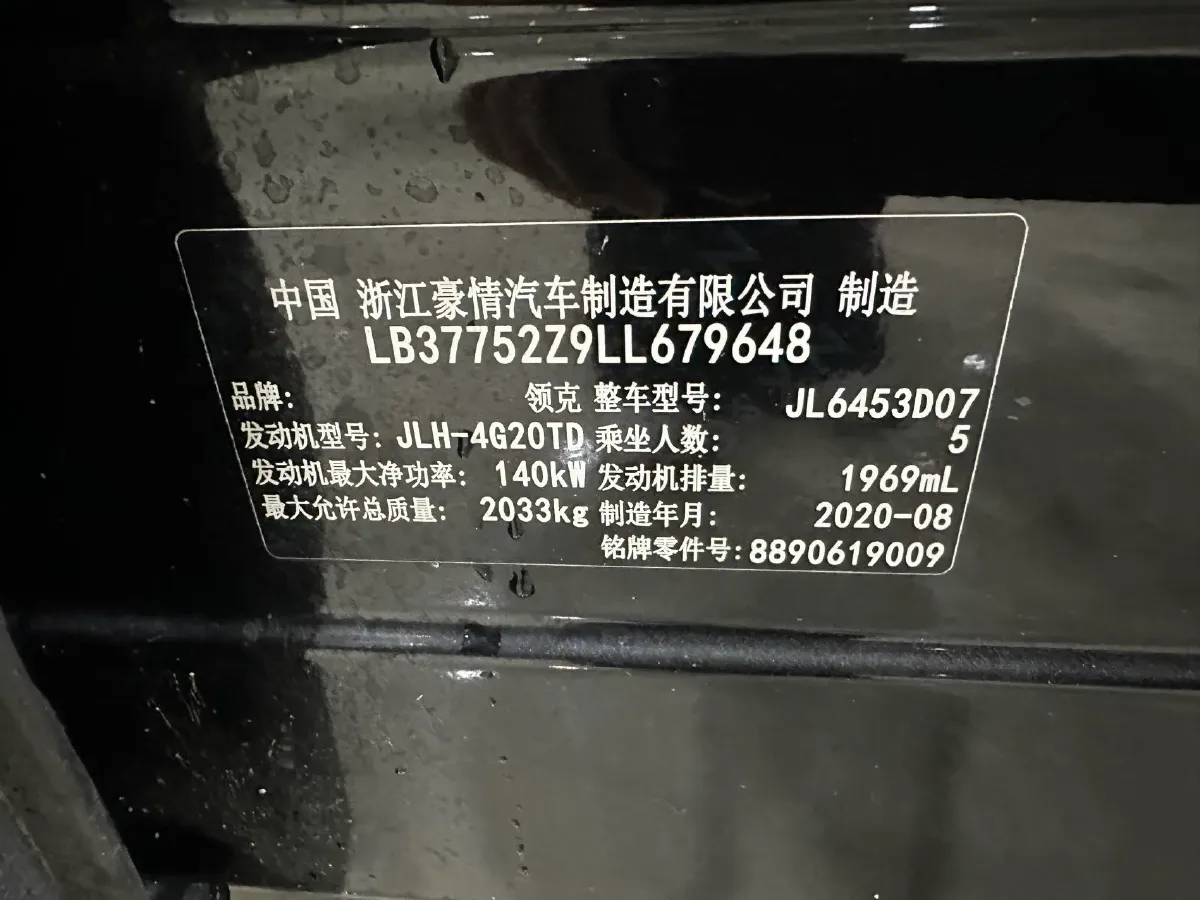 中国 浙江豪情汽车制造有限公司 制造
LB37752Z9LL679648
品牌: 领克 整车型号: JL6453D07
发动机型号: JLH-4G20TD 乘坐人数: 5
发动机最大净功率: 140kW 发动机排量: 1969mL
最大允许总质量: 2033kg 制造年月: 2020-08
铭牌零件号: 8890619009